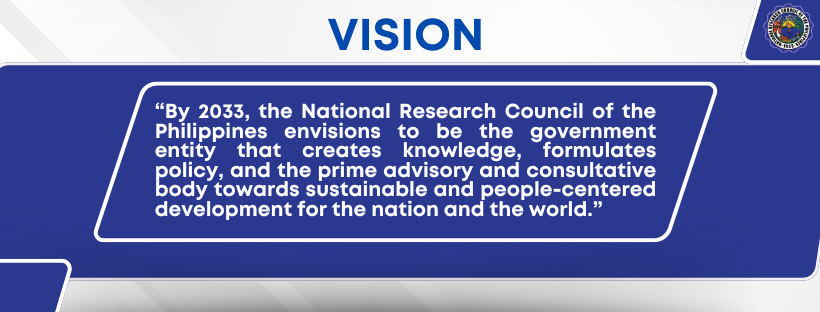 VISION
“By 2033, the National Research Council of the
Philippines envisions to be the government
entity that creates knowledge, formulates
policy, and the prime advisory and consultative
body towards sustainable and people-centered
development for the nation and the world.”